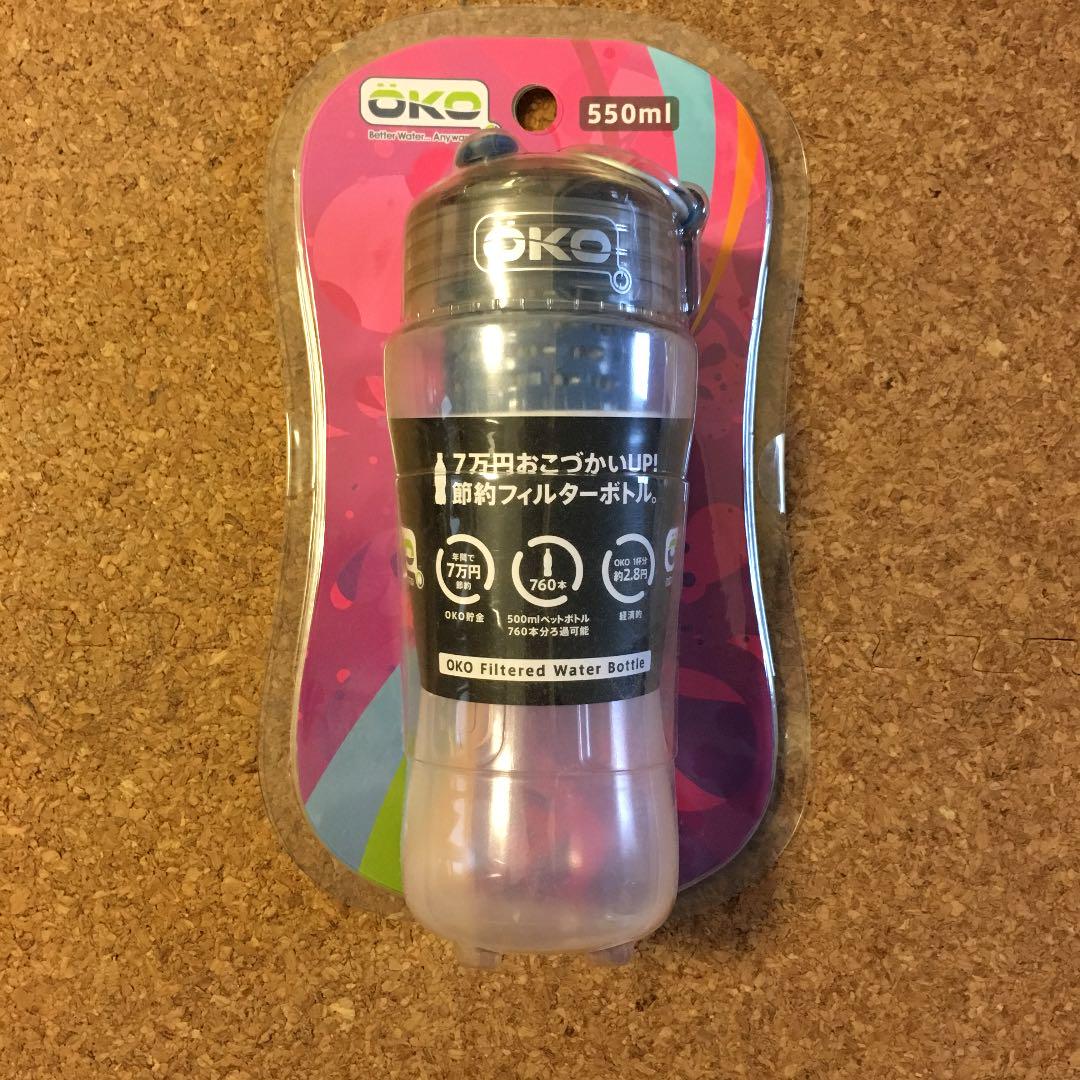 ÖKO
550ml
Better Water... Anyw
ÖKO
7万円おこづかいUP!
節約フィルターボトル。
年間で
7万円
節約
OKO貯金
760本
500mlペットボトル
760本分ろ過可能
OKO 1杯分
約2.8円
経済的
OKO Filtered Water Bottle